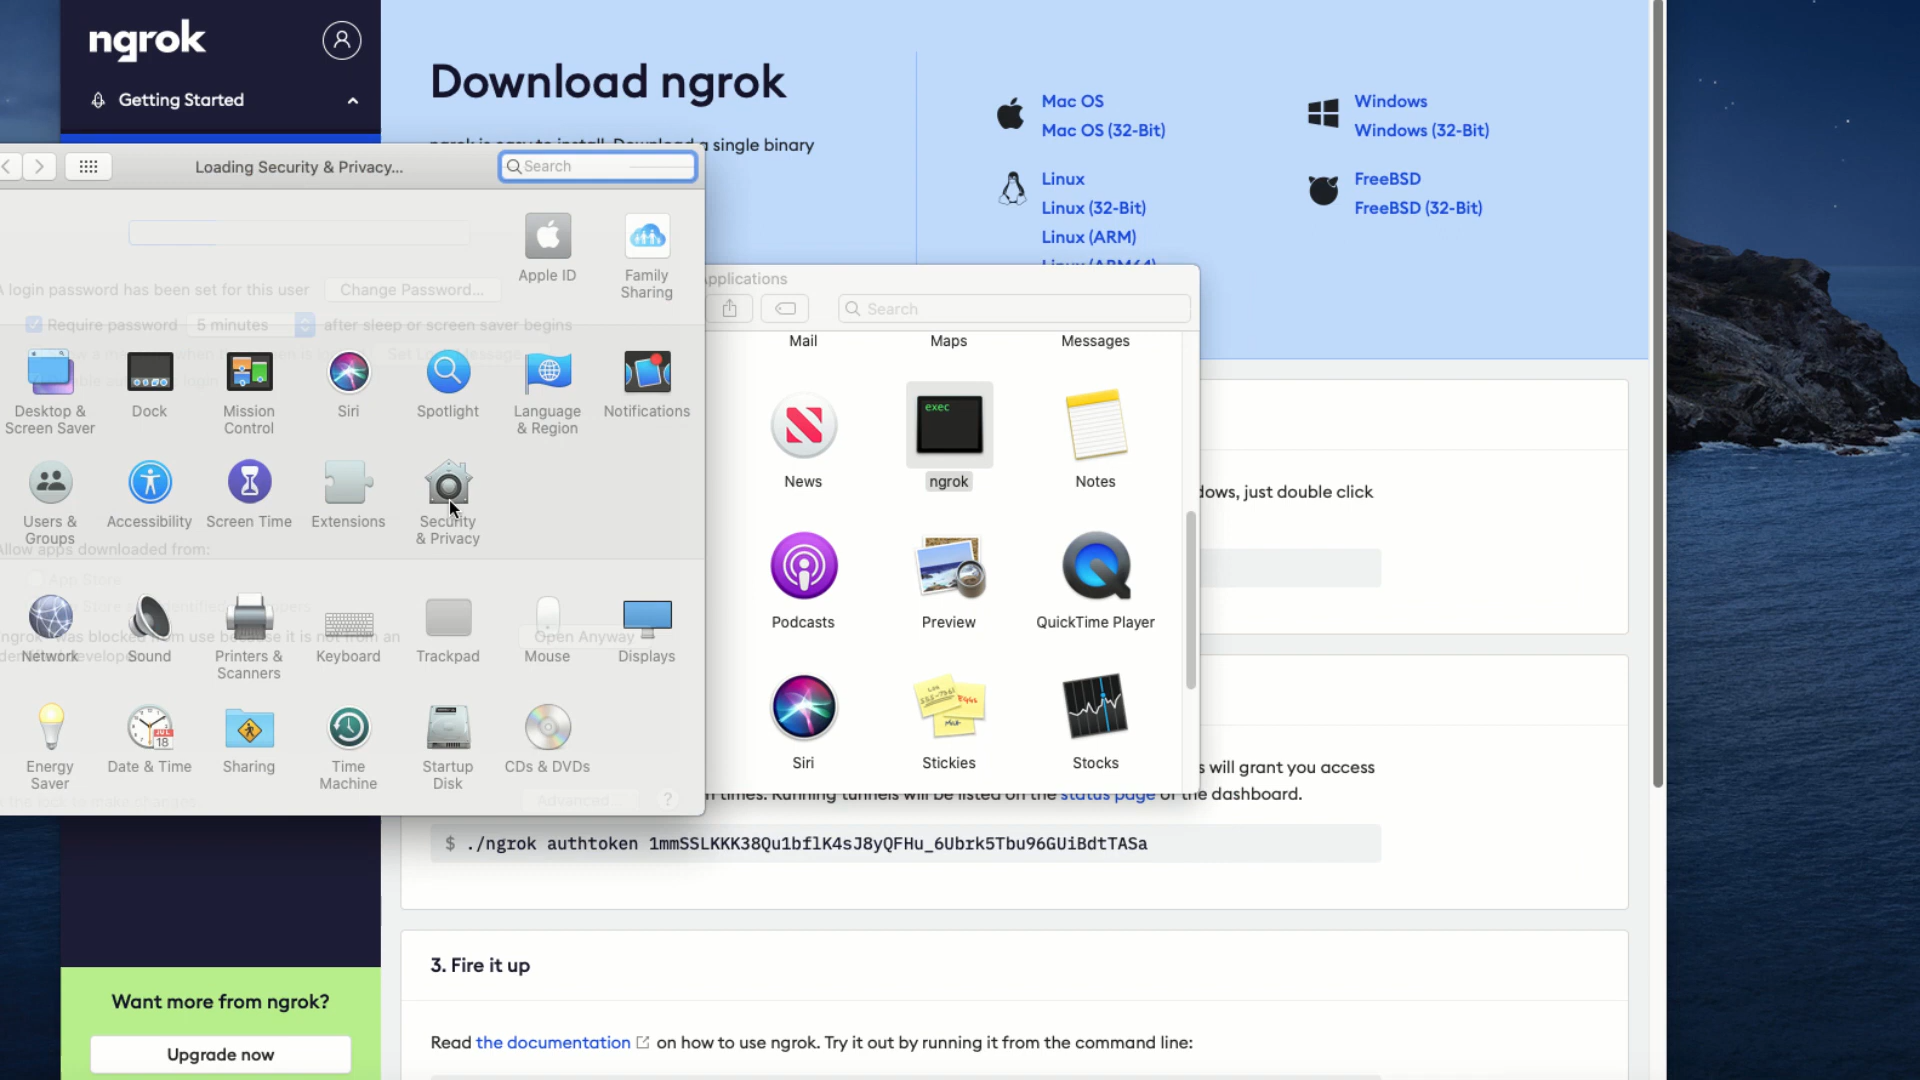 ngrok
Getting Started
Download ngrok
Mac OS
Mac OS (32-Bit)
Windows
Windows (32-Bit)
Linux
Linux (32-Bit)
Linux (ARM)
FreeBSD
FreeBSD (32-Bit)
a single binary
Loading Security & Privacy...
Search
Apple ID
Family
Sharing
login password has been set for this user
Change Password...
Require password
5 minutes
after sleep or screen saver begins
Desktop &
Screen Saver
Dock
Mission
Control
Siri
Spotlight
Language
& Region
Notifications
Users &
Groups
Accessibility
Screen Time
Extensions
Security
& Privacy
Allow apps downloaded from:
App Store
Open Anyway
Network
Sound
Printers &
Scanners
Keyboard
Trackpad
Mouse
Displays
Energy
Saver
Date & Time
JUL
18
Sharing
Time
Machine
Startup
Disk
CDs & DVDs
Advanced...
?
Applications
Search
Mail
Maps
Messages
News
exec
ngrok
Notes
Podcasts
Preview
QuickTime Player
Siri
Stickies
Stocks
dows, just double click
s will grant you access
times. Running tunnels will be listed on the status page of the dashboard.
$ ./ngrok authtoken 1mmSSLKKK38Qu1bflK4sJ8yQFHu_6Ubrk5Tbu96GUiBdtTASa
3. Fire it up
Read the documentation on how to use ngrok. Try it out by running it from the command line:
Want more from ngrok?
Upgrade now